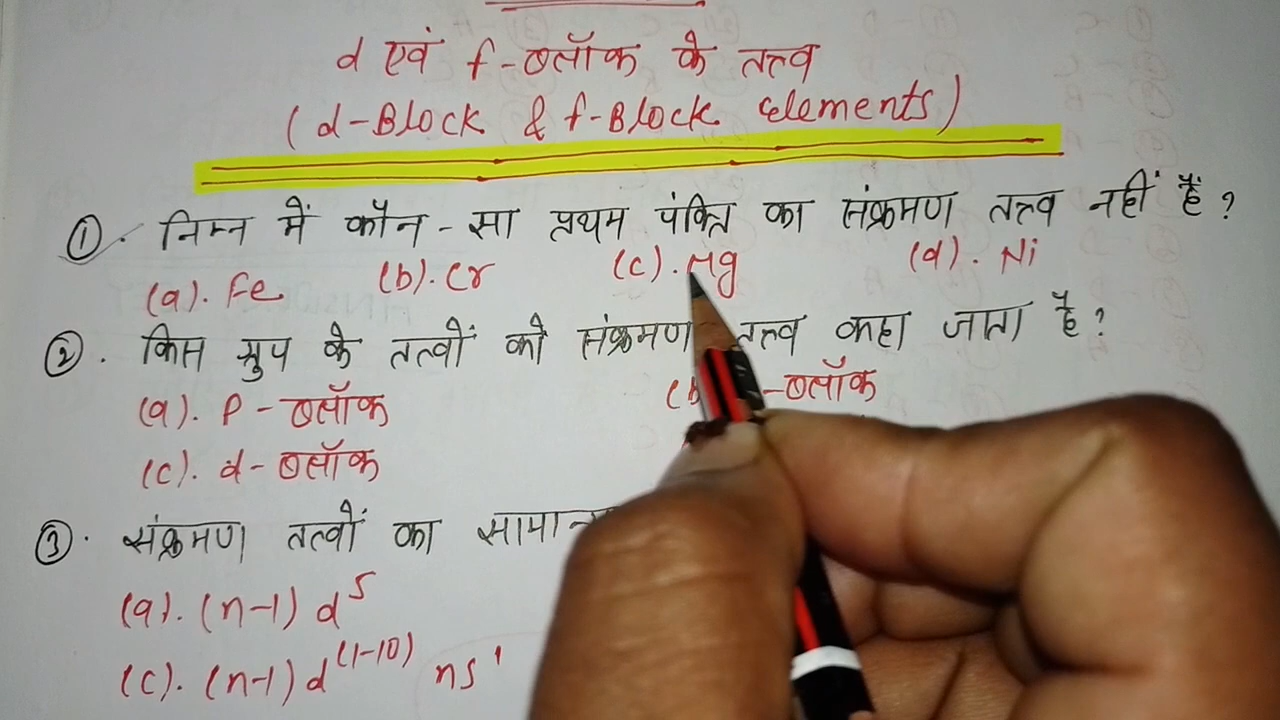 d एवं f-ब्लॉक के तत्त्व
(d-Block & f-Block Elements)
①. निम्न में कौन-सा प्रथम पंक्ति का संक्रमण तत्त्व नहीं हैं?
(a). Fe (b). Cr (c). Mg (d). Ni
②. किस ग्रुप के तत्वों को संक्रमण तत्त्व कहा जाता है?
(a). P-ब्लॉक (b -ब्लॉक
(c). d-ब्लॉक
③. संक्रमण तत्वों का
(a). (n-1) d⁵
(c). (n-1) d⁽¹⁻¹⁰⁾ ns¹